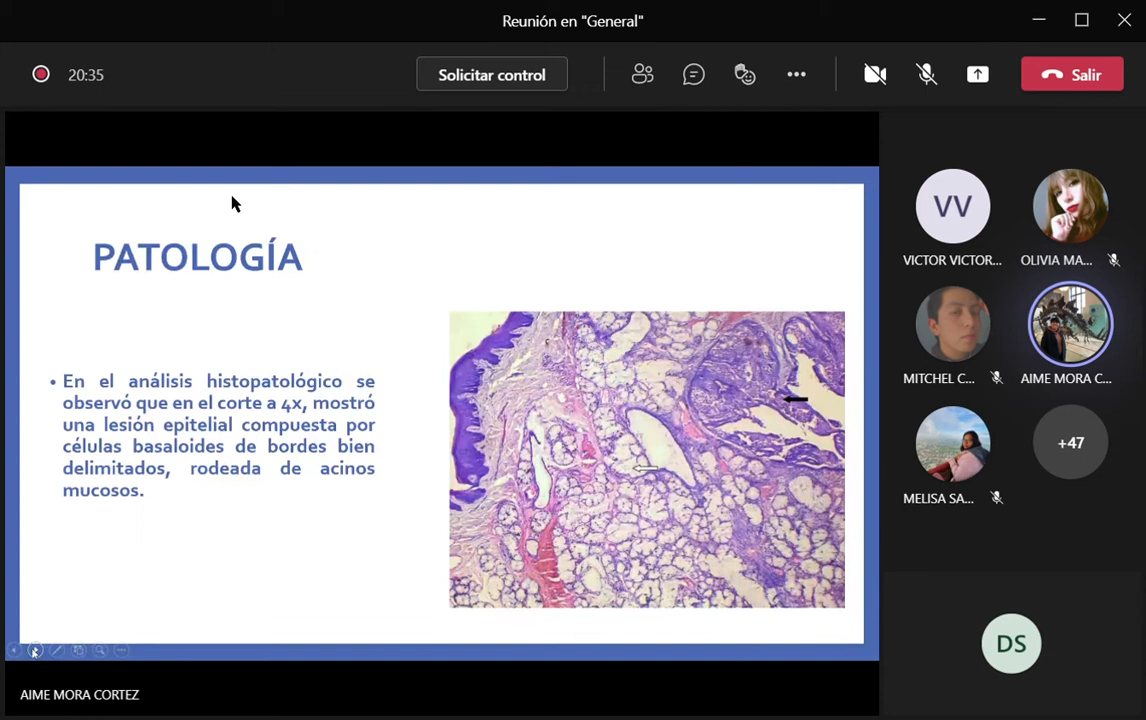 Reunión en "General"
20:35
Solicitar control
Salir
PATOLOGÍA
• En el análisis histopatológico se
observó que en el corte a 4x, mostró
una lesión epitelial compuesta por
células basaloides de bordes bien
delimitados, rodeada de acinos
mucosos.
VV
VICTOR VICTOR...
OLIVIA MA...
MITCHEL C...
AIME MORA C...
MELISA SA...
+47
DS
AIME MORA CORTEZ